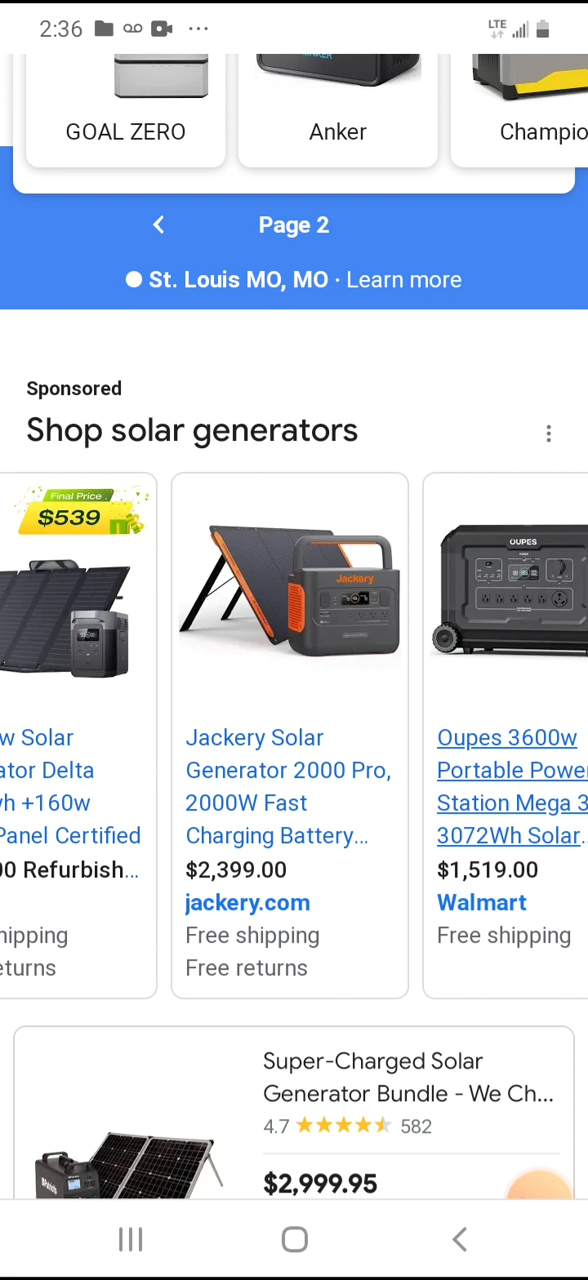 2:36
LTE
GOAL ZERO
Anker
Champio
Page 2
St. Louis MO, MO · Learn more
Sponsored
Shop solar generators
Final Price
$539
w Solar
ator Delta
/h +160w
Panel Certified
00 Refurbish...
hipping
eturns
Jackery
Jackery Solar
Generator 2000 Pro,
2000W Fast
Charging Battery...
$2,399.00
jackery.com
Free shipping
Free returns
OUPES
Oupes 3600w
Portable Powe
Station Mega 3
3072Wh Solar.
$1,519.00
Walmart
Free shipping
Super-Charged Solar
Generator Bundle - We Ch...
4.7 582
$2,999.95